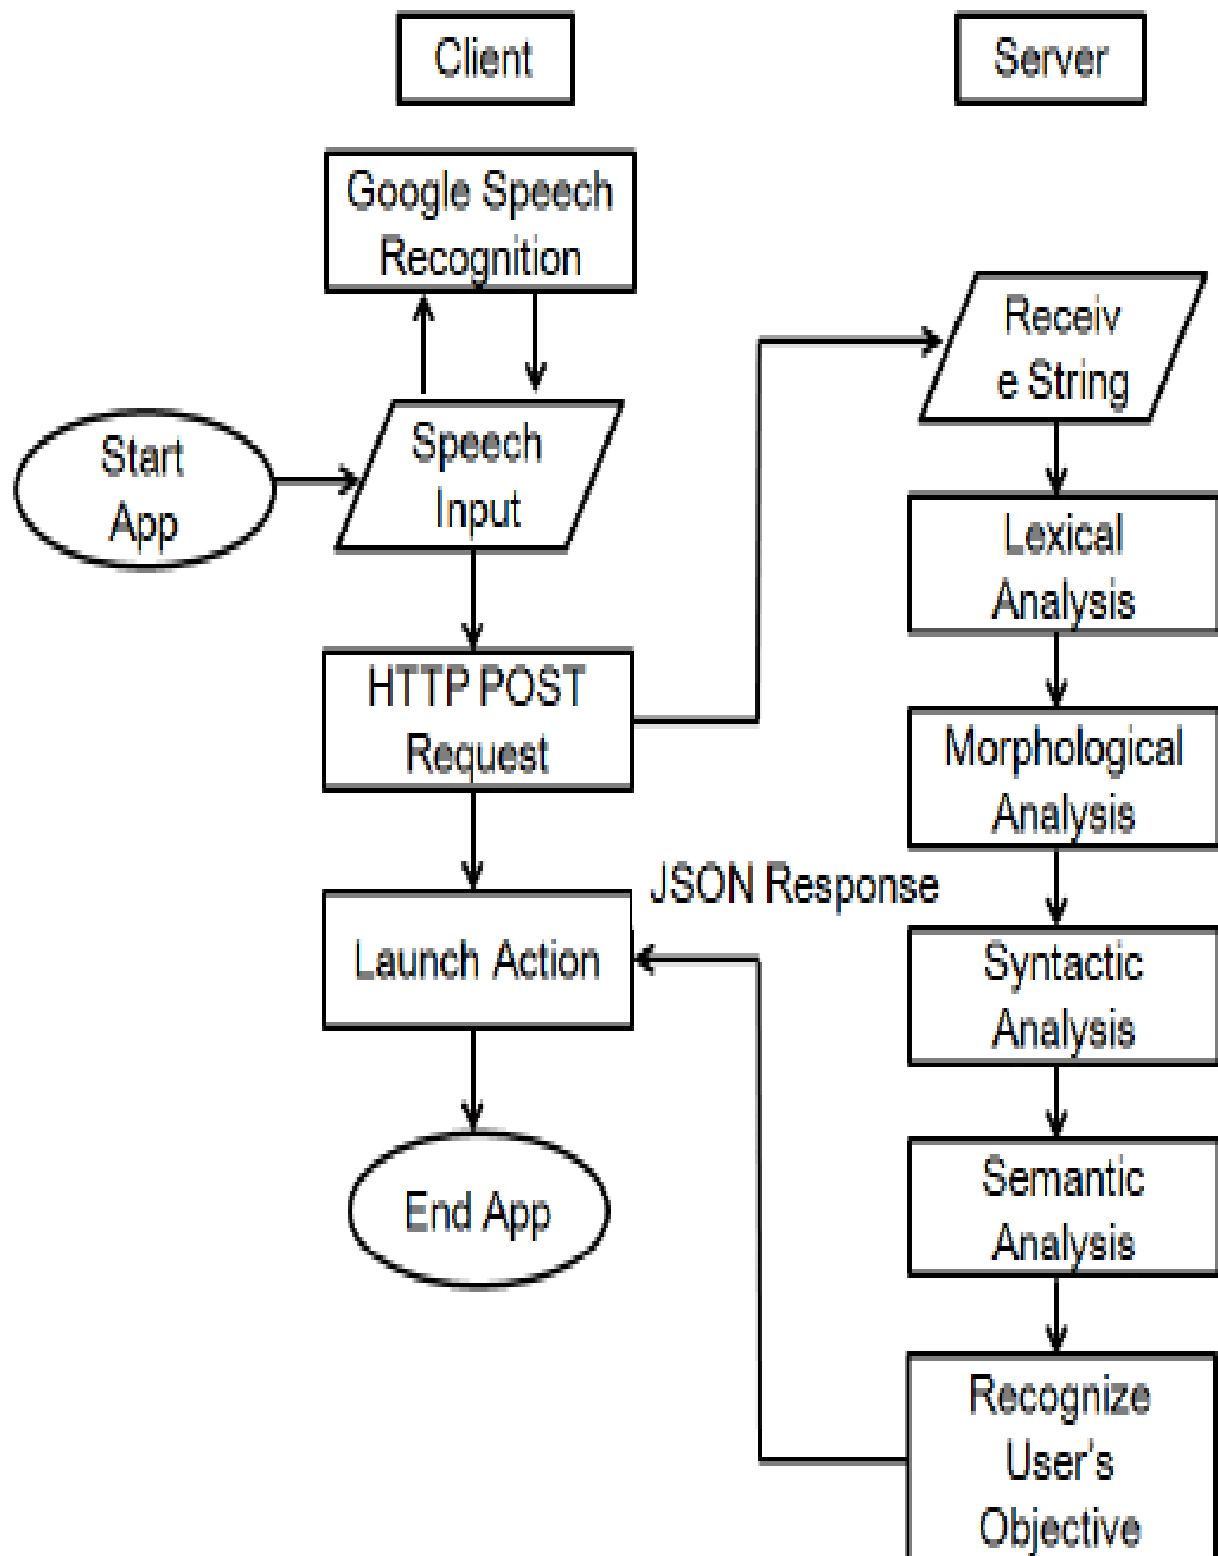 Client
Server
Google Speech
Recognition
Receiv
e String
Speech
Input
Start
App
Lexical
Analysis
HTTP POST
Request
Morphological
Analysis
JSON Response
Launch Action
Syntactic
Analysis
Semantic
Analysis
End App
Recognize
User's
Objective